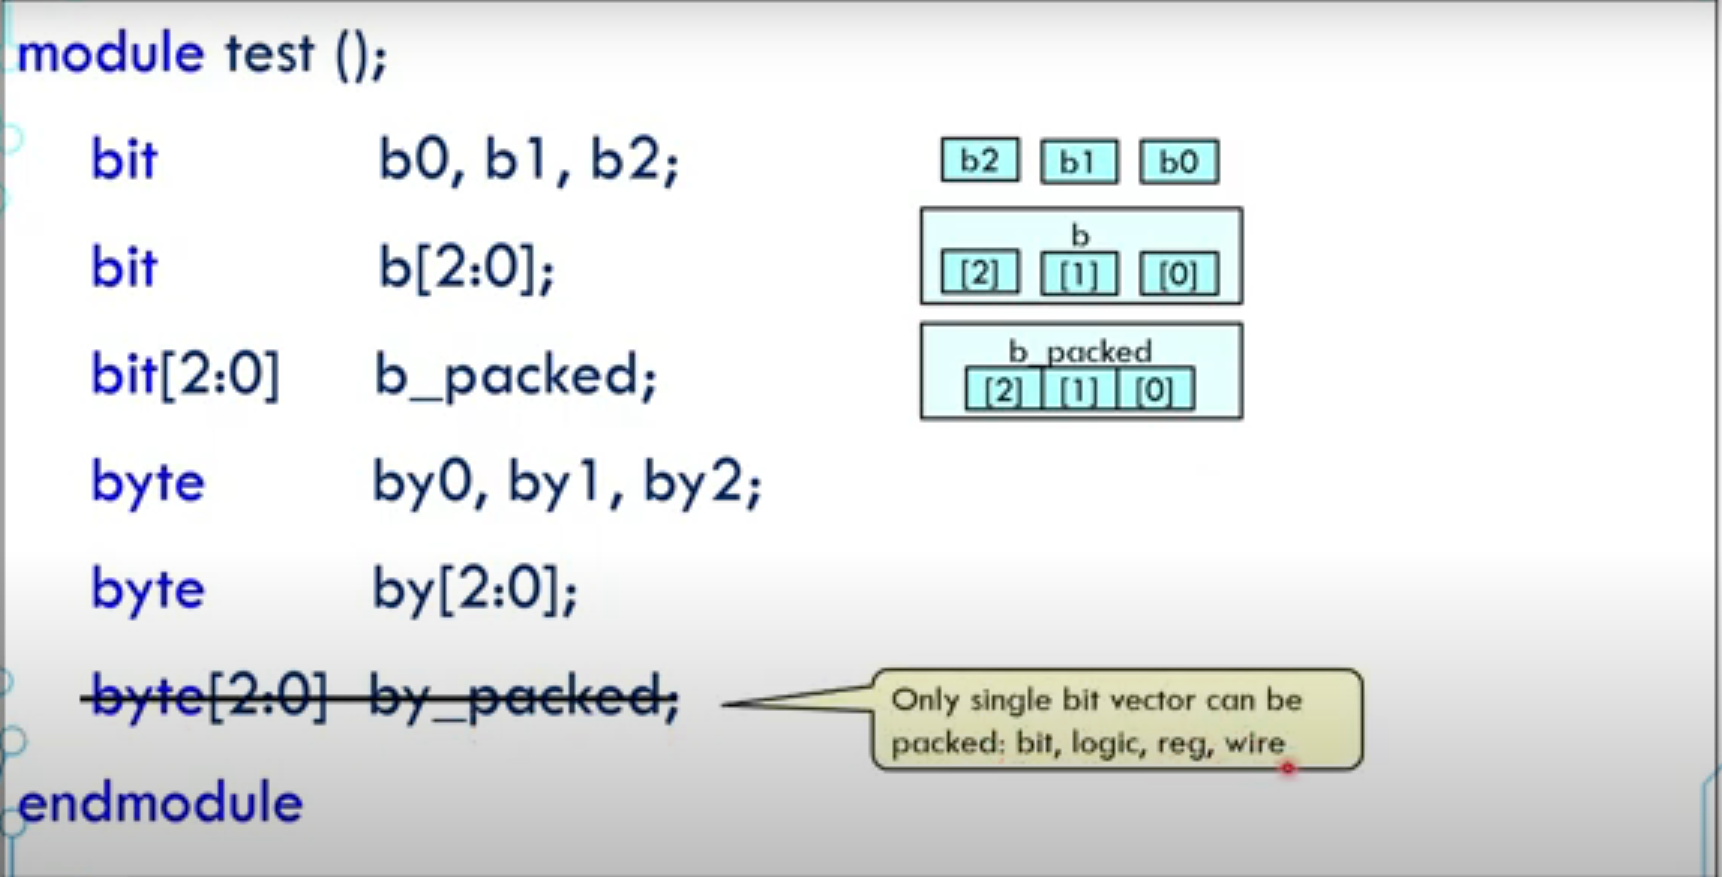 module test ();
bit b0, b1, b2;
b2 b1 b0
bit b[2:0];
b
[2] [1] [0]
bit[2:0] b_packed;
b_packed
[2] [1] [0]
byte by0, by1, by2;
byte by[2:0];
byte[2:0] by_packed;
Only single bit vector can be
packed: bit, logic, reg, wire
endmodule